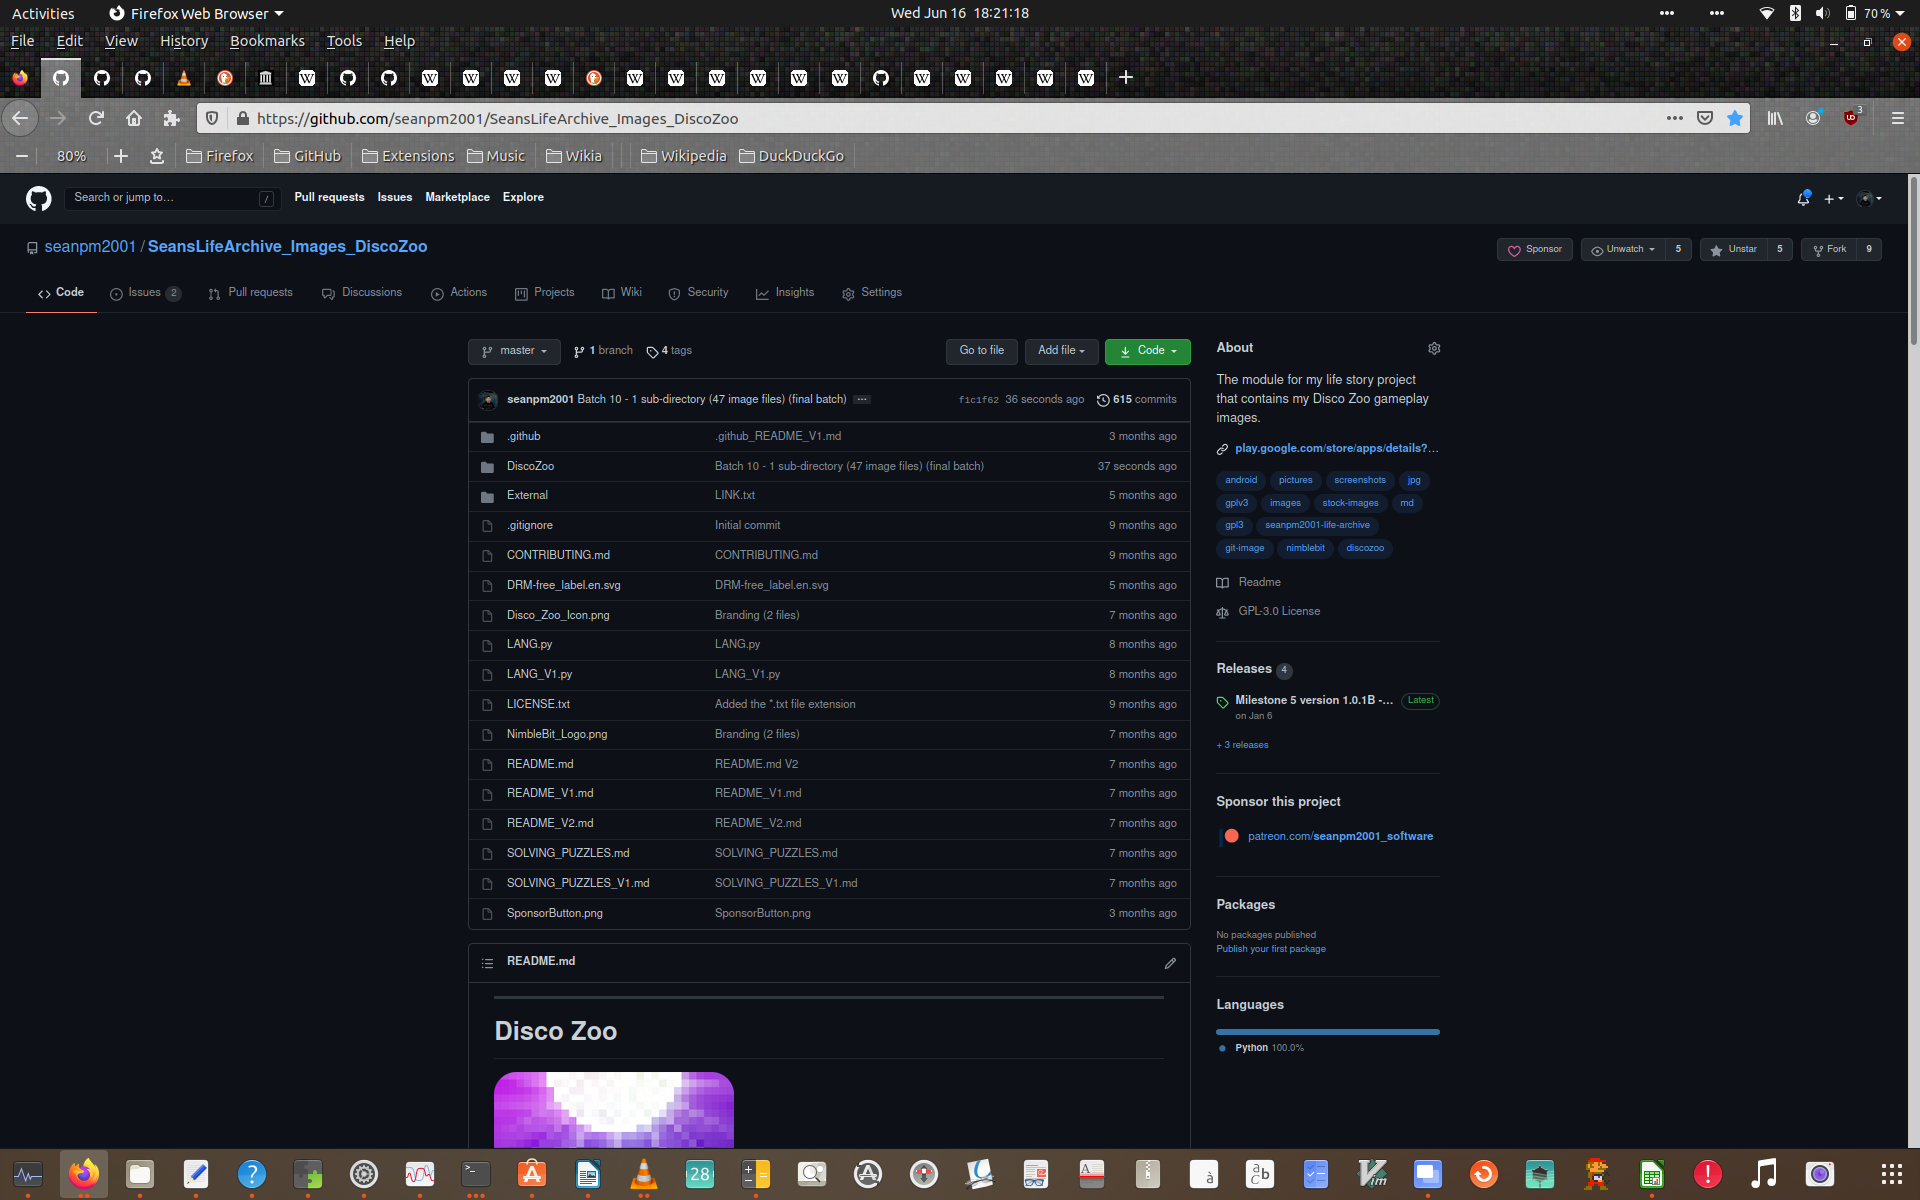 Activities Firefox Web Browser Wed Jun 16 18:21:18 70 %
File Edit View History Bookmarks Tools Help
https://github.com/seanpm2001/SeansLifeArchive_Images_DiscoZoo 3
80% Firefox GitHub Extensions Music Wikia Wikipedia DuckDuckGo
Search or jump to... / Pull requests Issues Marketplace Explore
seanpm2001 / SeansLifeArchive_Images_DiscoZoo Sponsor Unwatch 5 Unstar 5 Fork 9
Code Issues 2 Pull requests Discussions Actions Projects Wiki Security Insights Settings
master 1 branch 4 tags Go to file Add file Code
seanpm2001 Batch 10 - 1 sub-directory (47 image files) (final batch) ... f1c1f62 36 seconds ago 615 commits
.github .github_README_V1.md 3 months ago
DiscoZoo Batch 10 - 1 sub-directory (47 image files) (final batch) 37 seconds ago
External LINK.txt 5 months ago
.gitignore Initial commit 9 months ago
CONTRIBUTING.md CONTRIBUTING.md 9 months ago
DRM-free_label.en.svg DRM-free_label.en.svg 5 months ago
Disco_Zoo_Icon.png Branding (2 files) 7 months ago
LANG.py LANG.py 8 months ago
LANG_V1.py LANG_V1.py 8 months ago
LICENSE.txt Added the *.txt file extension 9 months ago
NimbleBit_Logo.png Branding (2 files) 7 months ago
README.md README.md V2 7 months ago
README_V1.md README_V1.md 7 months ago
README_V2.md README_V2.md 7 months ago
SOLVING_PUZZLES.md SOLVING_PUZZLES.md 7 months ago
SOLVING_PUZZLES_V1.md SOLVING_PUZZLES_V1.md 7 months ago
SponsorButton.png SponsorButton.png 3 months ago
README.md
Disco Zoo
About
The module for my life story project
that contains my Disco Zoo gameplay
images.
play.google.com/store/apps/details?...
android pictures screenshots jpg
gplv3 images stock-images md
gpl3 seanpm2001-life-archive
git-image nimblebit discozoo
Readme
GPL-3.0 License
Releases 4
Milestone 5 version 1.0.1B -... Latest
on Jan 6
+ 3 releases
Sponsor this project
patreon.com/seanpm2001_software
Packages
No packages published
Publish your first package
Languages
Python 100.0%
28